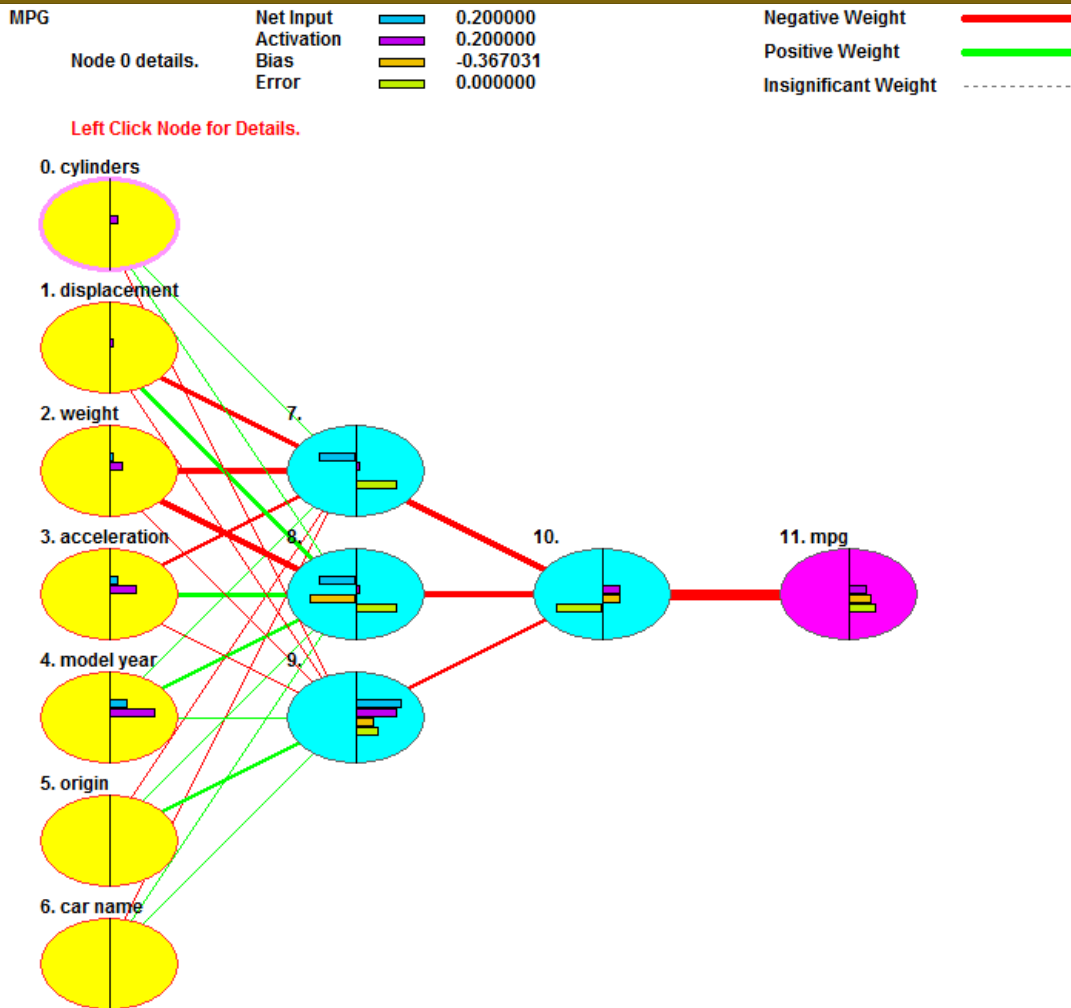 MPG
Node 0 details.
Net Input 0.200000
Activation 0.200000
Bias -0.367031
Error 0.000000
Negative Weight
Positive Weight
Insignificant Weight
Left Click Node for Details.
0. cylinders
1. displacement
2. weight
7.
3. acceleration
8.
10.
11. mpg
4. model year
9.
5. origin
6. car name